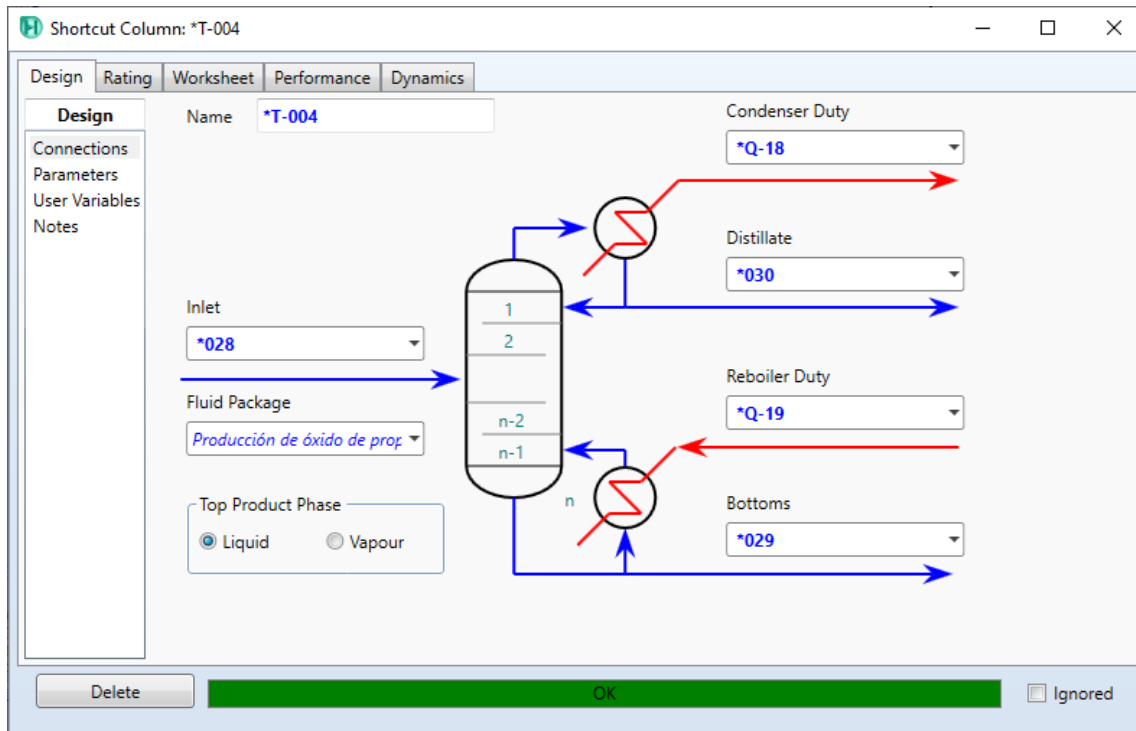 Shortcut Column: *T-004
Design Rating Worksheet Performance Dynamics
Design
Connections
Parameters
User Variables
Notes
Name *T-004
Condenser Duty
*Q-18
Distillate
*030
Inlet
*028
1
2
n-2
n-1
n
Fluid Package
Producción de óxido de prop
Reboiler Duty
*Q-19
Top Product Phase
Liquid Vapour
Bottoms
*029
Delete OK Ignored